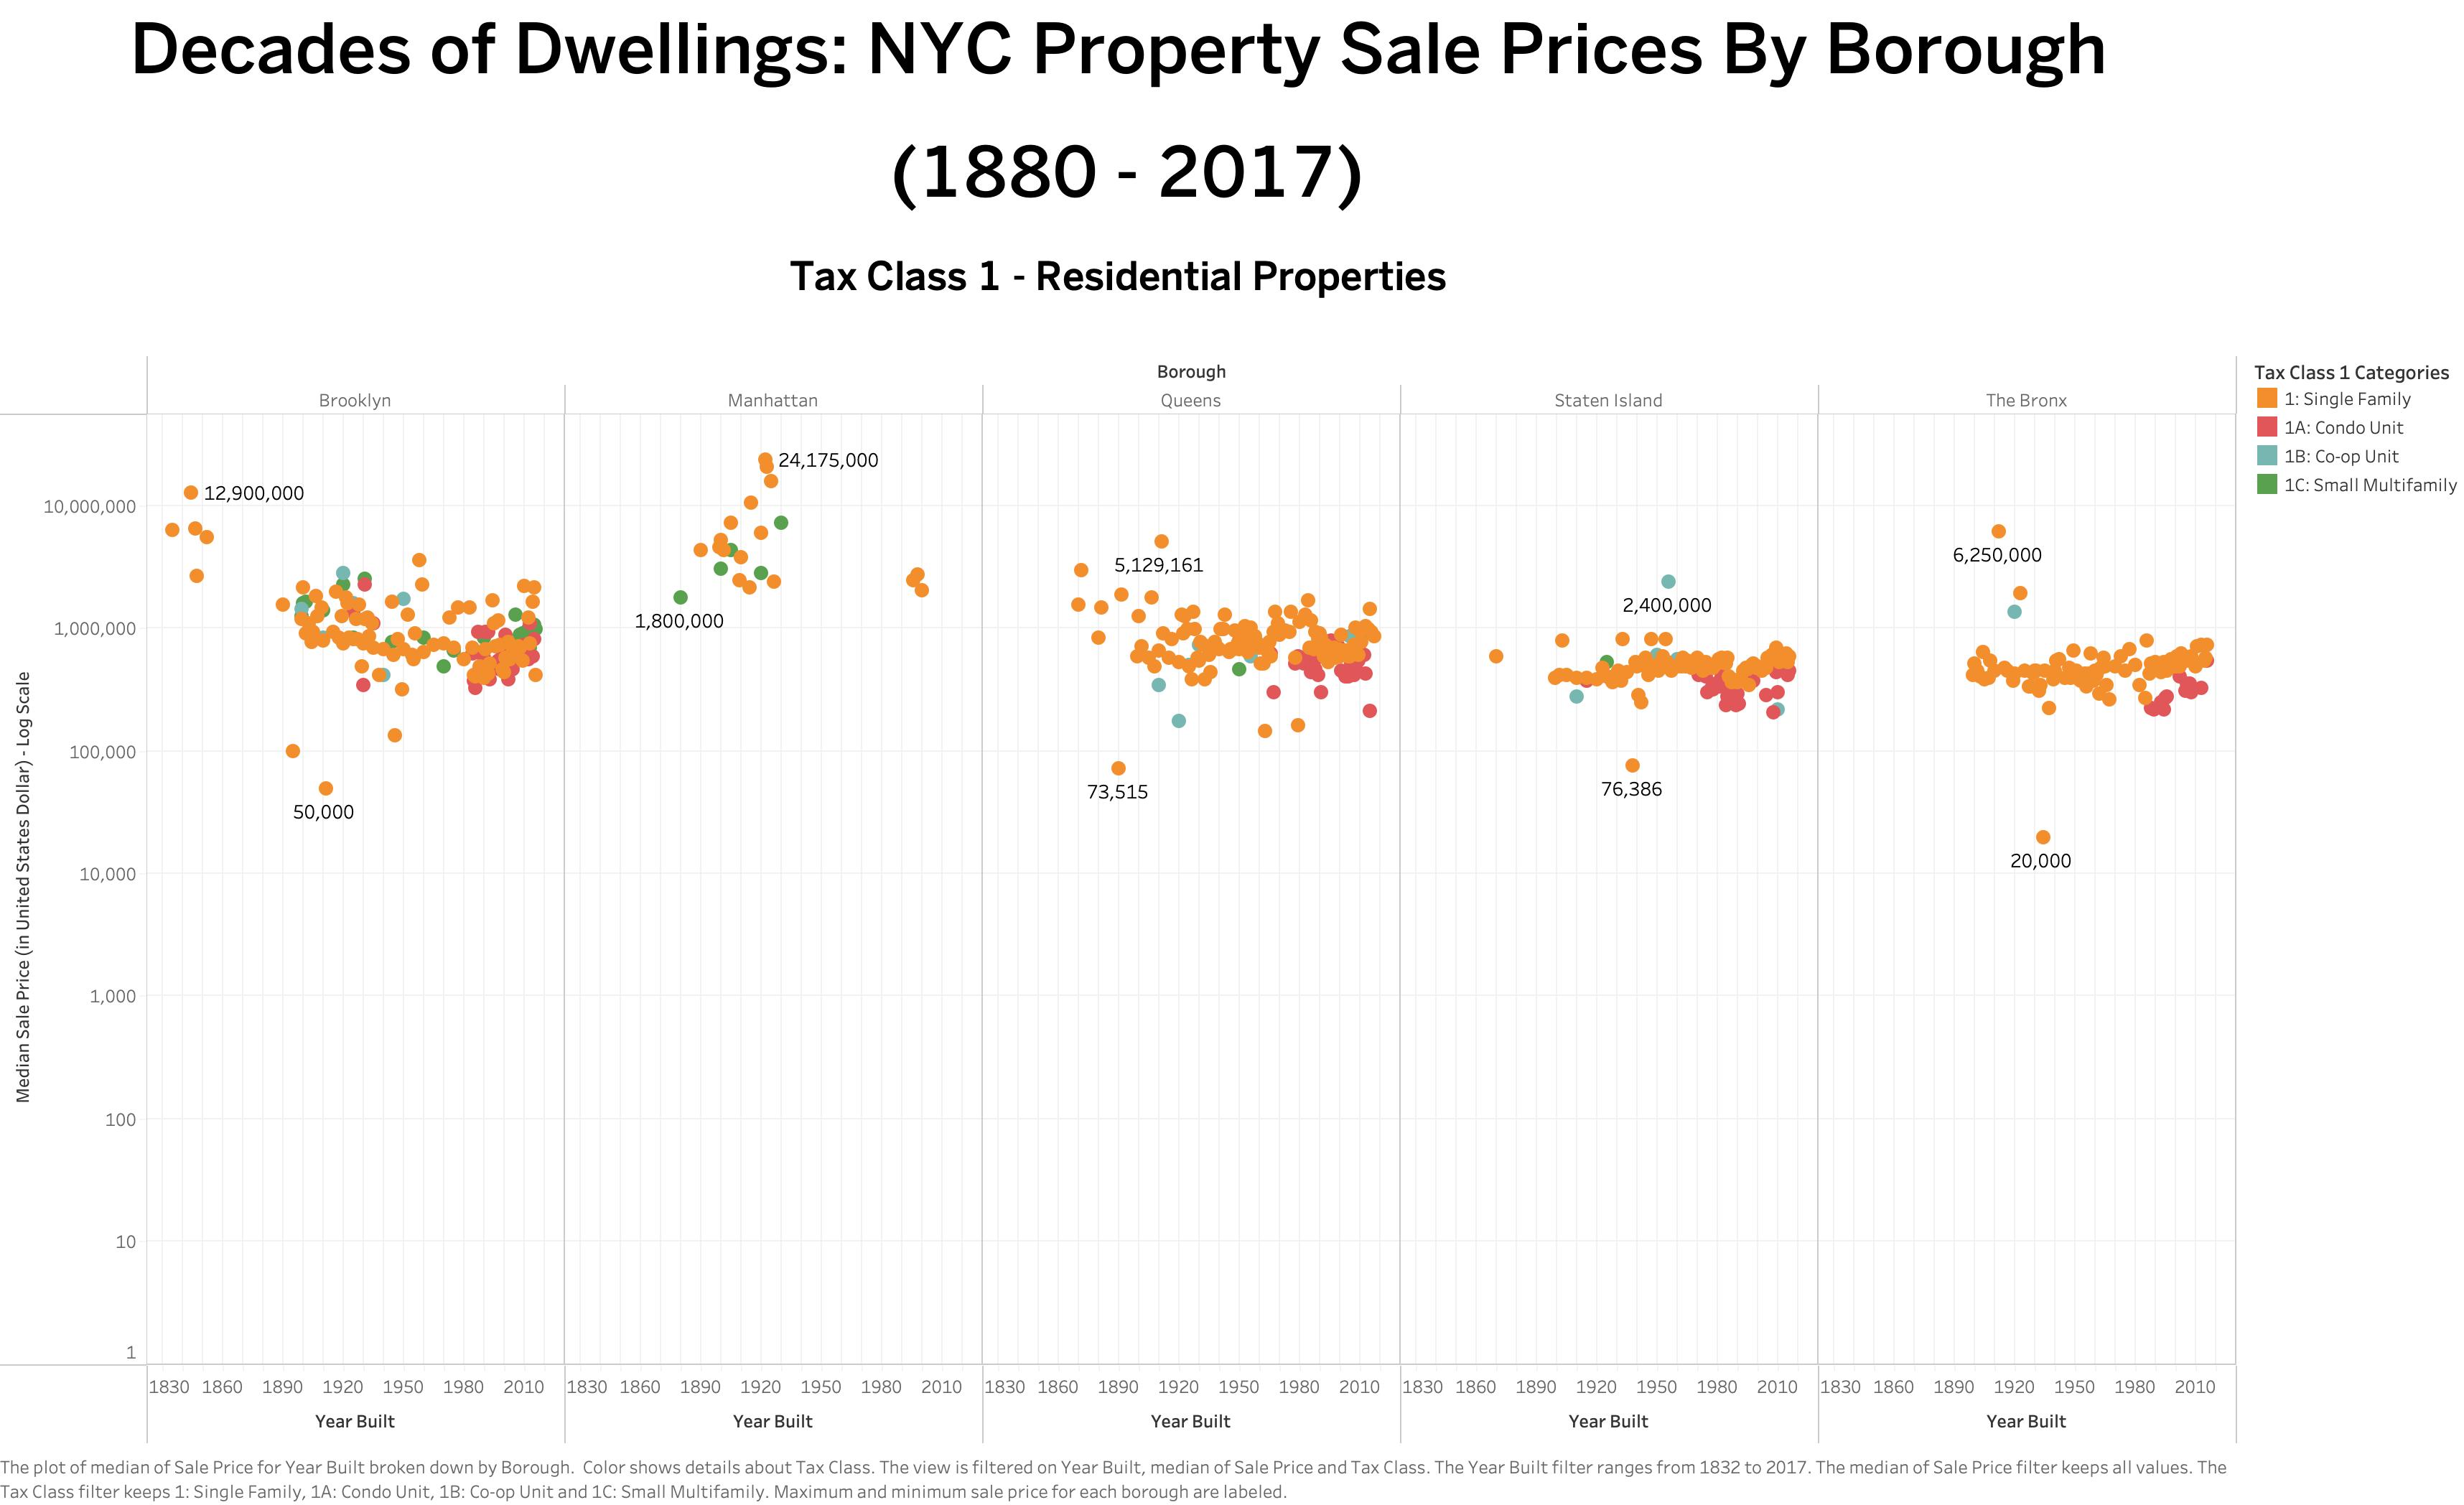 Decades of Dwellings: NYC Property Sale Prices By Borough
(1880 - 2017)
Tax Class 1 - Residential Properties
Borough
Brooklyn
Manhattan
Queens
Staten Island
The Bronx
Tax Class 1 Categories
1: Single Family
1A: Condo Unit
1B: Co-op Unit
1C: Small Multifamily
Median Sale Price (in United States Dollar) - Log Scale
10,000,000
1,000,000
100,000
10,000
1,000
100
10
1
12,900,000
50,000
24,175,000
1,800,000
5,129,161
73,515
2,400,000
76,386
6,250,000
20,000
1830 1860 1890 1920 1950 1980 2010
1830 1860 1890 1920 1950 1980 2010
1830 1860 1890 1920 1950 1980 2010
1830 1860 1890 1920 1950 1980 2010
1830 1860 1890 1920 1950 1980 2010
Year Built
Year Built
Year Built
Year Built
Year Built
The plot of median of Sale Price for Year Built broken down by Borough.  Color shows details about Tax Class. The view is filtered on Year Built, median of Sale Price and Tax Class. The Year Built filter ranges from 1832 to 2017. The median of Sale Price filter keeps all values. The
Tax Class filter keeps 1: Single Family, 1A: Condo Unit, 1B: Co-op Unit and 1C: Small Multifamily. Maximum and minimum sale price for each borough are labeled.